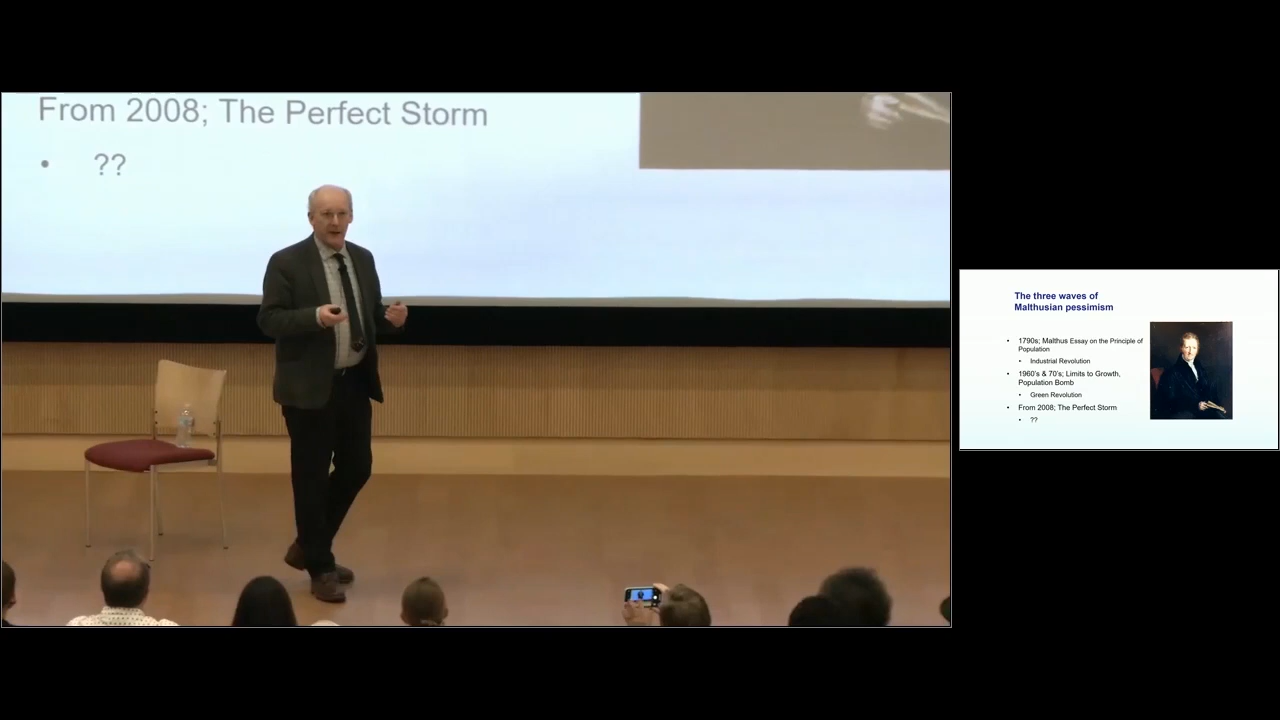 From 2008; The Perfect Storm
• ??
The three waves of
Malthusian pessimism
• 1790s; Malthus Essay on the Principle of
Population
• Industrial Revolution
• 1960's & 70's; Limits to Growth,
Population Bomb
• Green Revolution
• From 2008; The Perfect Storm
• ??